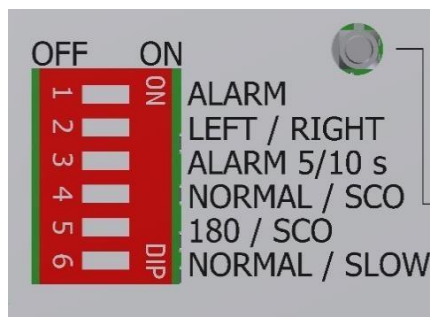 OFF ON
1 ON ALARM
2 LEFT / RIGHT
3 ALARM 5/10 s
4 NORMAL / SCO
5 180 / SCO
6 DIP NORMAL / SLOW